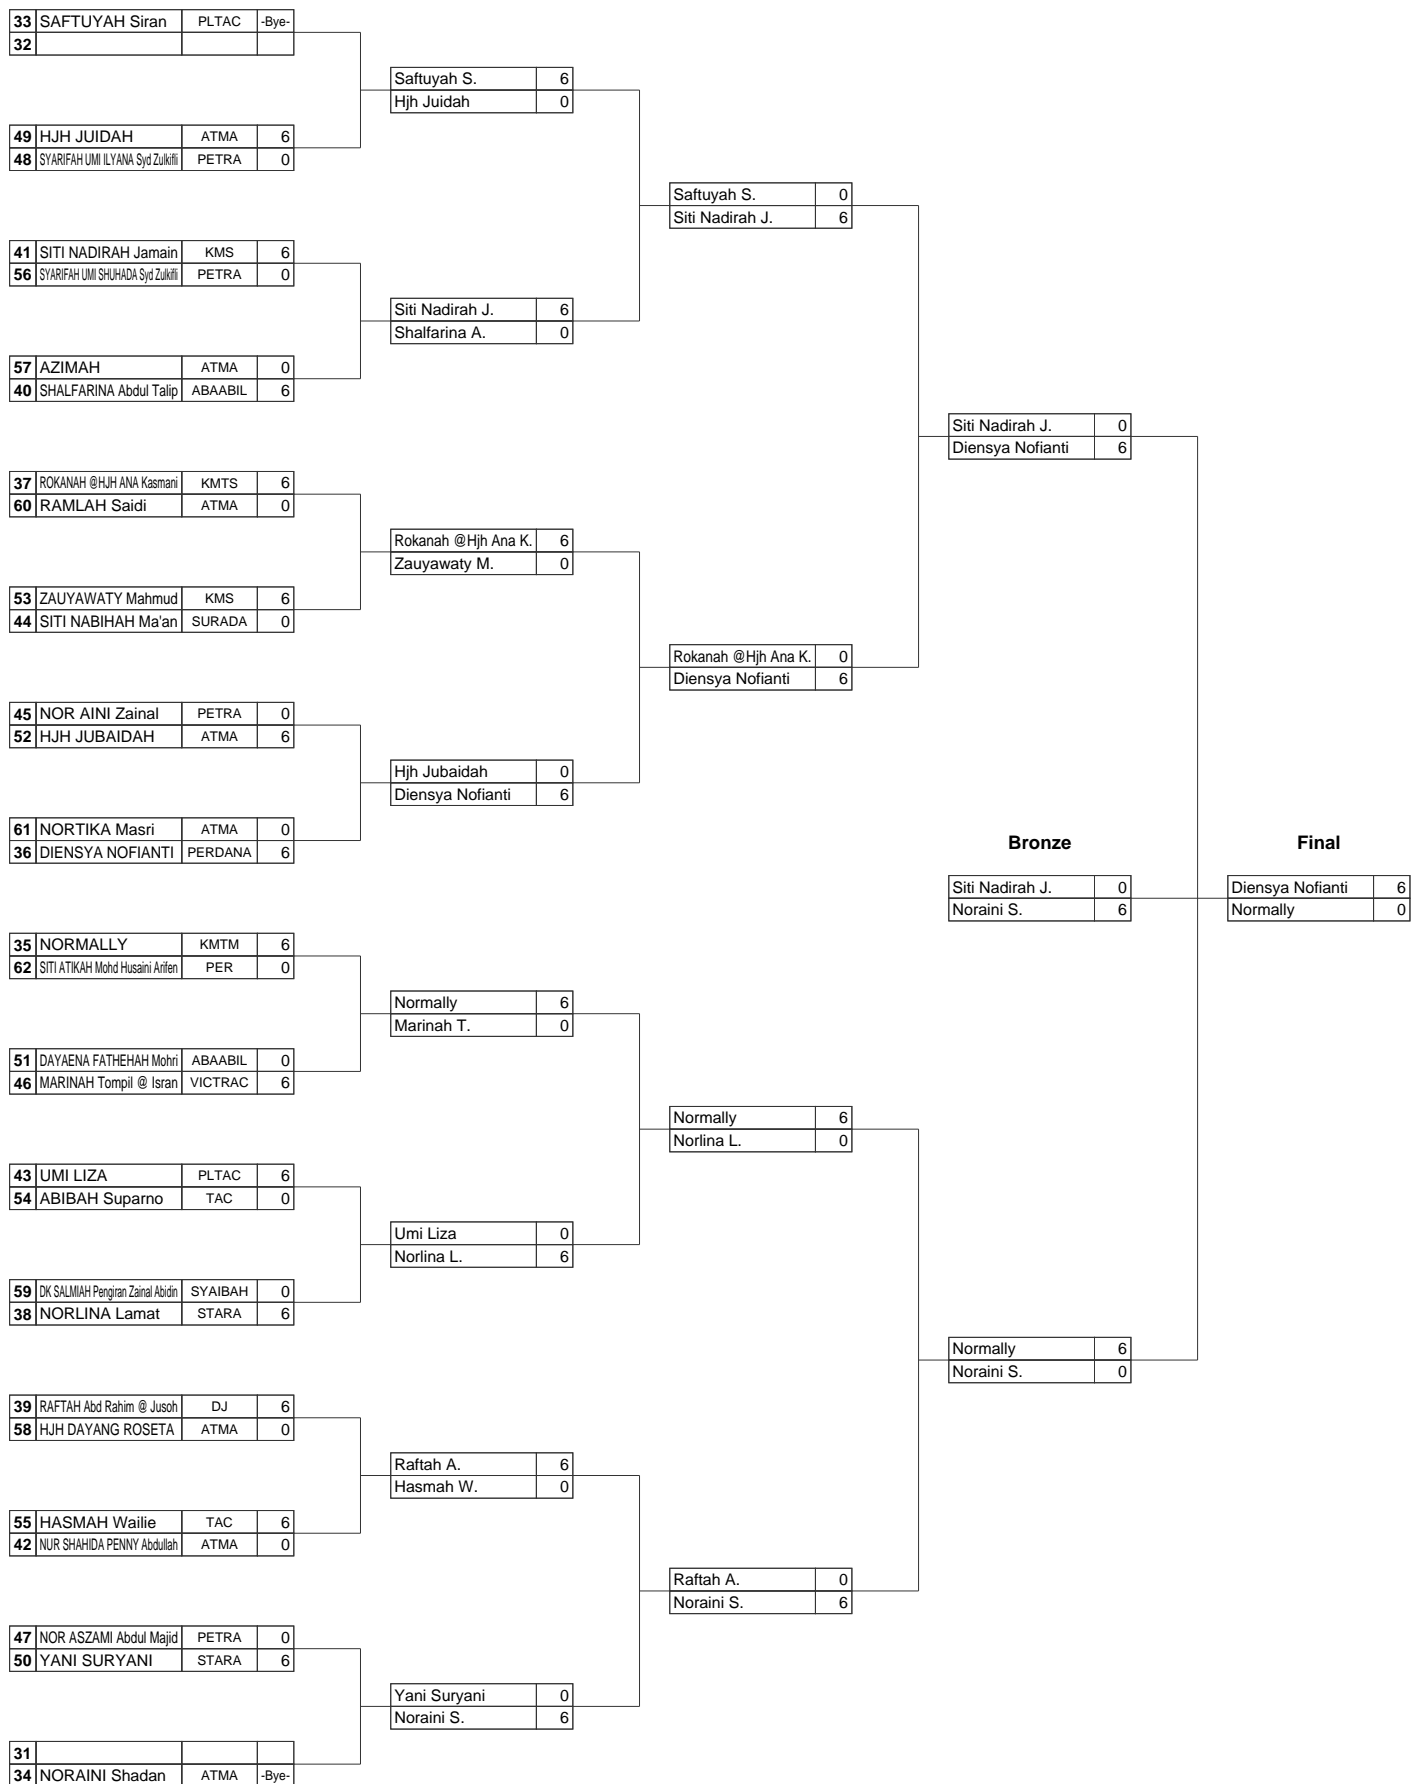 33 SAFTUYAH Siran PLTAC -Bye-
32
Saftuyah S. 6
Hjh Juidah 0
49 HJH JUIDAH ATMA 6
48 SYARIFAH UMI ILYANA Syd Zulkifli PETRA 0
Saftuyah S. 0
Siti Nadirah J. 6
41 SITI NADIRAH Jamain KMS 6
56 SYARIFAH UMI SHUHADA Syd Zulkifli PETRA 0
Siti Nadirah J. 6
Shalfarina A. 0
57 AZIMAH ATMA 0
40 SHALFARINA Abdul Talip ABAABIL 6
Siti Nadirah J. 0
Diensya Nofianti 6
37 ROKANAH @HJH ANA Kasmani KMTS 6
60 RAMLAH Saidi ATMA 0
Rokanah @Hjh Ana K. 6
Zauyawaty M. 0
53 ZAUYAWATY Mahmud KMS 6
44 SITI NABIHAH Ma'an SURADA 0
Rokanah @Hjh Ana K. 0
Diensya Nofianti 6
45 NOR AINI Zainal PETRA 0
52 HJH JUBAIDAH ATMA 6
Hjh Jubaidah 0
Diensya Nofianti 6
61 NORTIKA Masri ATMA 0
36 DIENSYA NOFIANTI PERDANA 6
Bronze Final
Siti Nadirah J. 0 Diensya Nofianti 6
Noraini S. 6 Normally 0
35 NORMALLY KMTM 6
62 SITI ATIKAH Mohd Husaini Arifen PER 0
Normally 6
Marinah T. 0
51 DAYAENA FATHEHAH Mohri ABAABIL 0
46 MARINAH Tompil @ Isran VICTRAC 6
Normally 6
Norlina L. 0
43 UMI LIZA PLTAC 6
54 ABIBAH Suparno TAC 0
Umi Liza 0
Norlina L. 6
59 DK SALMIAH Pengiran Zainal Abidin SYAIBAH 0
38 NORLINA Lamat STARA 6
Normally 6
Noraini S. 0
39 RAFTAH Abd Rahim @ Jusoh DJ 6
58 HJH DAYANG ROSETA ATMA 0
Raftah A. 6
Hasmah W. 0
55 HASMAH Wailie TAC 6
42 NUR SHAHIDA PENNY Abdullah ATMA 0
Raftah A. 0
Noraini S. 6
47 NOR ASZAMI Abdul Majid PETRA 0
50 YANI SURYANI STARA 6
Yani Suryani 0
Noraini S. 6
31
34 NORAINI Shadan ATMA -Bye-